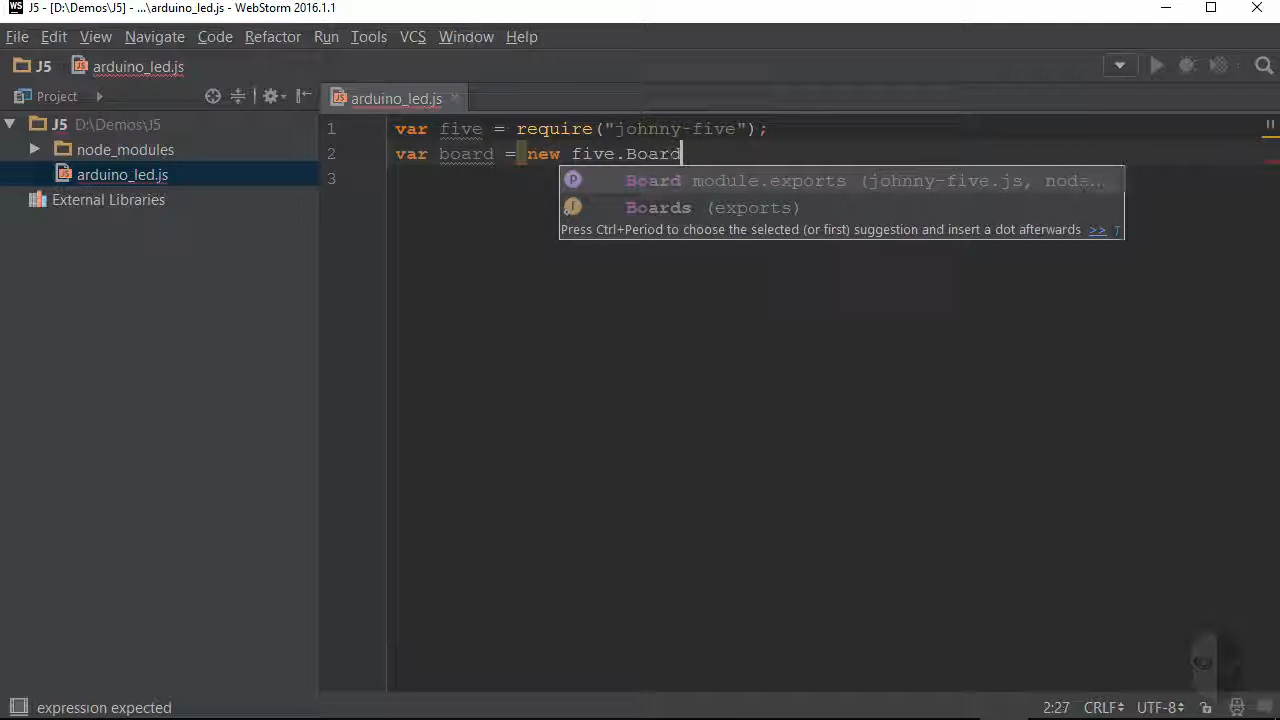 J5 - [D:\Demos\J5] - ...\arduino_led.js - WebStorm 2016.1.1
File Edit View Navigate Code Refactor Run Tools VCS Window Help
J5 arduino_led.js
Project
arduino_led.js
J5 D:\Demos\J5
node_modules
arduino_led.js
External Libraries
1 var five = require("johnny-five");
2 var board = new five.Board
3
Board module.exports (johnny-five.js, node…
Boards (exports)
Press Ctrl+Period to choose the selected (or first) suggestion and insert a dot afterwards >>
expression expected
2:27 CRLF UTF-8